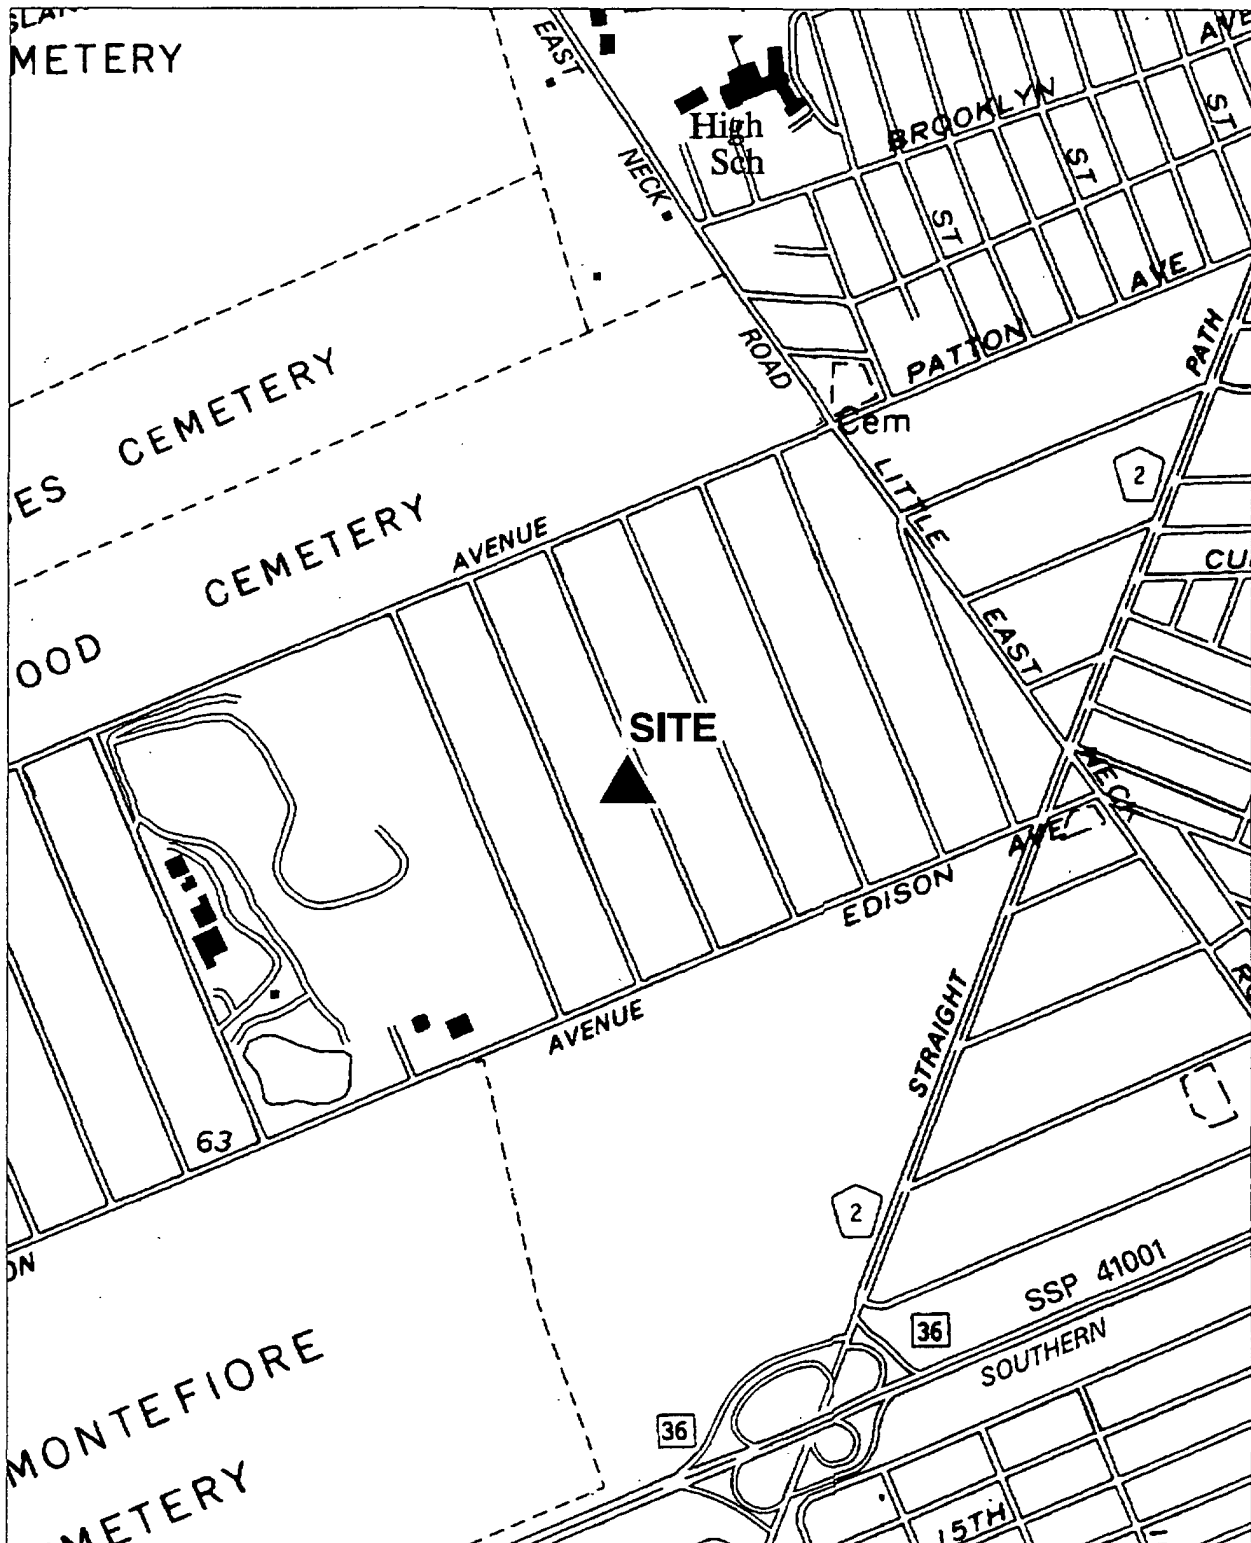 METERY
EAST
High
Sch
BROOKLYN
AVE
ST
ST
ST
NECK
AVE
PATTON
PATH
ROAD
CEMETERY
Cem
2
LITTLE
ES
CEMETERY
AVENUE
CU
EAST
OOD
SITE
NECK
AVE
EDISON
STRAIGHT
AVENUE
63
2
ON
SSP 41001
36
SOUTHERN
MONTEFIORE
36
METERY
15TH